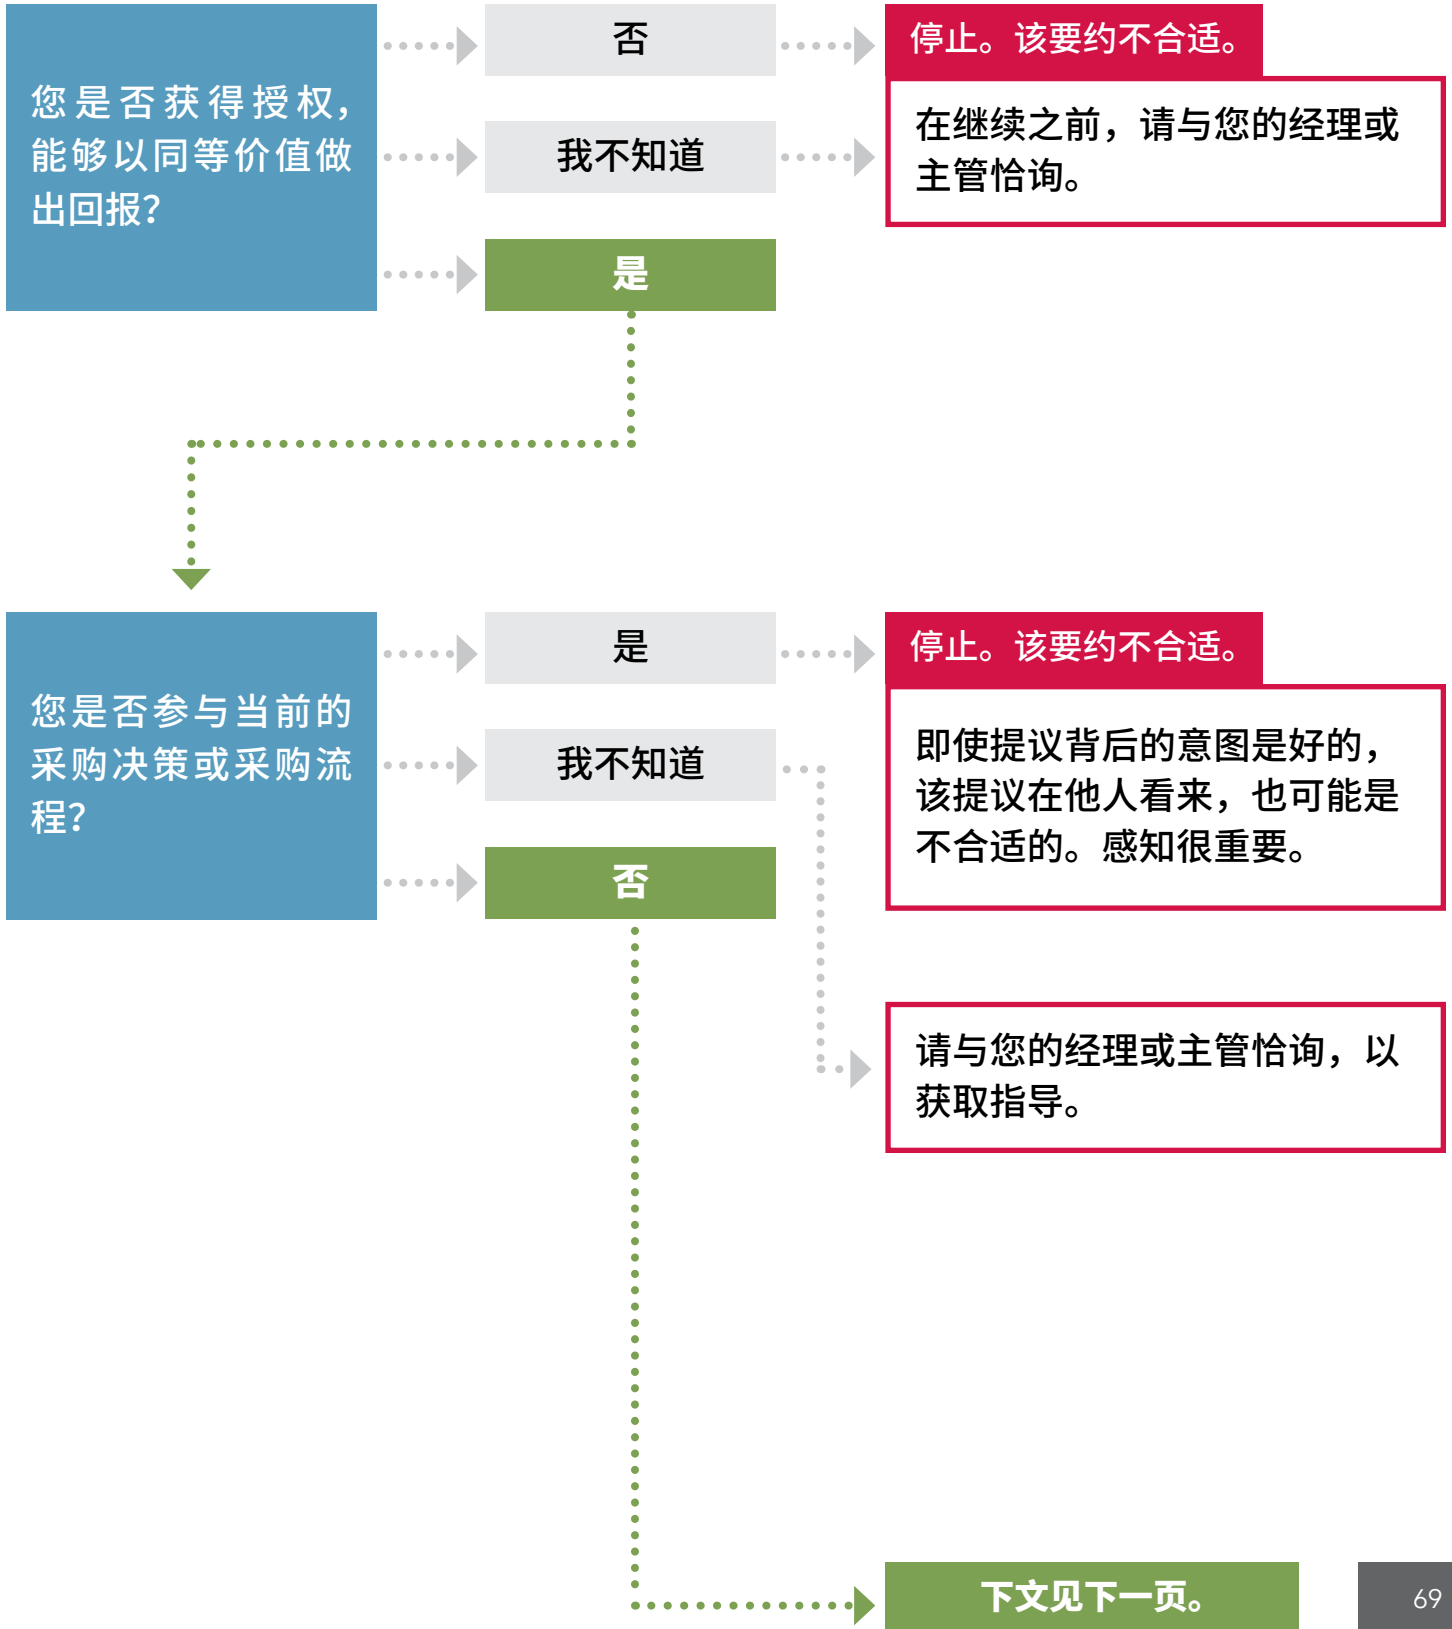 您是否获得授权，
能够以同等价值做
出回报？
否
停止。该要约不合适。
我不知道
在继续之前，请与您的经理或
主管恰询。
是
您是否参与当前的
采购决策或采购流
程？
是
停止。该要约不合适。
我不知道
即使提议背后的意图是好的，
该提议在他人看来，也可能是
不合适的。感知很重要。
否
请与您的经理或主管恰询，以
获取指导。
下文见下一页。
69